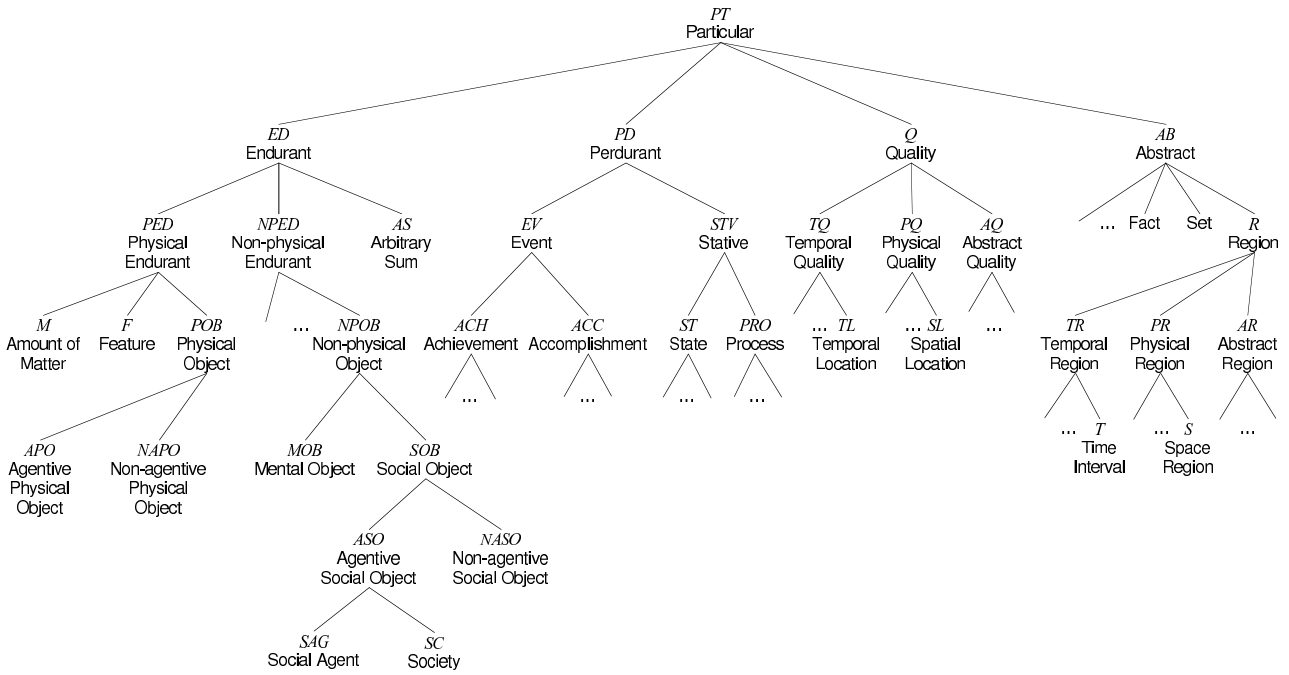 PT
Particular
ED
Endurant
PD
Perdurant
Q
Quality
AB
Abstract
PED
Physical
Endurant
NPED
Non-physical
Endurant
AS
Arbitrary
Sum
EV
Event
STV
Stative
TQ
Temporal
Quality
PQ
Physical
Quality
AQ
Abstract
Quality
...
Fact
Set
R
Region
M
Amount of
Matter
F
Feature
POB
Physical
Object
...
NPOB
Non-physical
Object
ACH
Achievement
...
ACC
Accomplishment
...
ST
State
...
PRO
Process
...
...
TL
Temporal
Location
...
SL
Spatial
Location
...
TR
Temporal
Region
PR
Physical
Region
AR
Abstract
Region
APO
Agentive
Physical
Object
NAPO
Non-agentive
Physical
Object
MOB
Mental Object
SOB
Social Object
...
T
Time
Interval
...
S
Space
Region
...
ASO
Agentive
Social Object
NASO
Non-agentive
Social Object
SAG
Social Agent
SC
Society